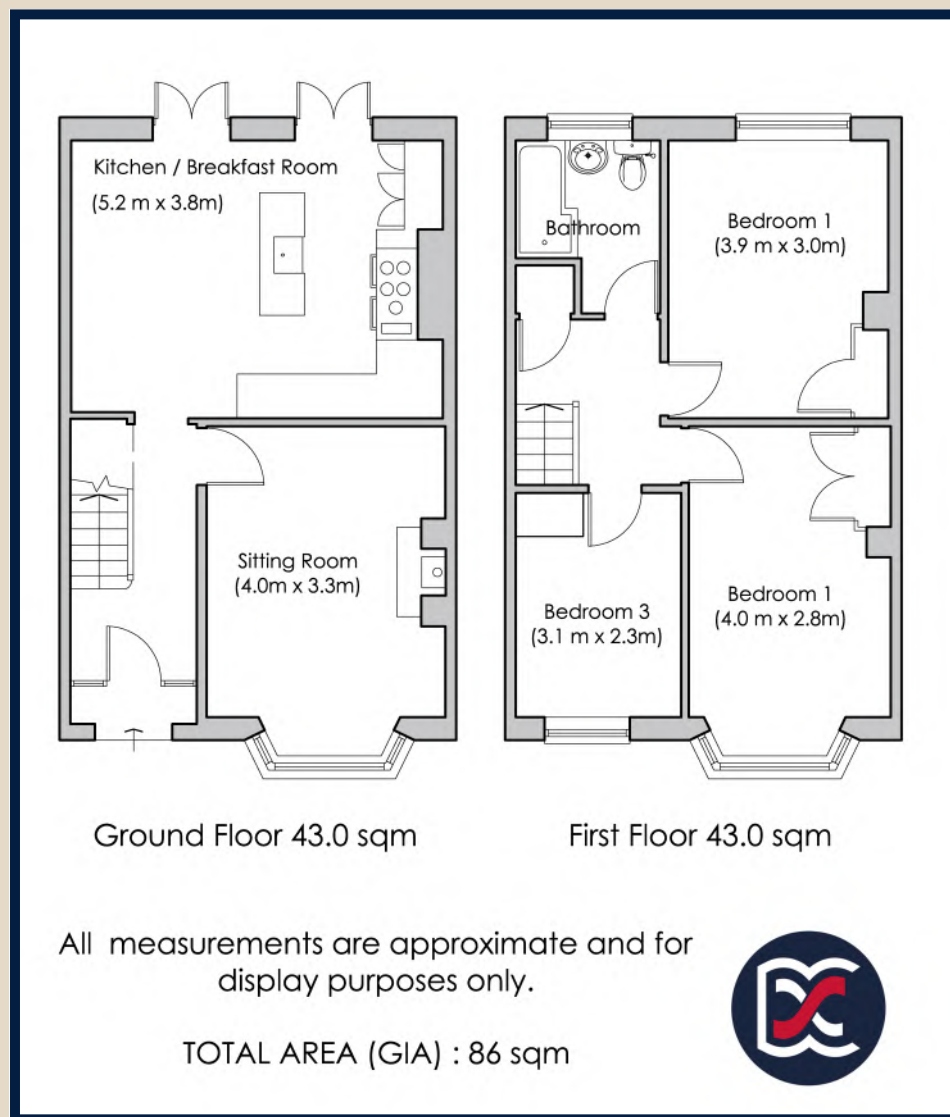 Kitchen / Breakfast Room
(5.2 m x 3.8m)
Sitting Room
(4.0m x 3.3m)
Bathroom
Bedroom 1
(3.9 m x 3.0m)
Bedroom 3
(3.1 m x 2.3m)
Bedroom 1
(4.0 m x 2.8m)
Ground Floor 43.0 sqm
First Floor 43.0 sqm
All measurements are approximate and for
display purposes only.
TOTAL AREA (GIA) : 86 sqm